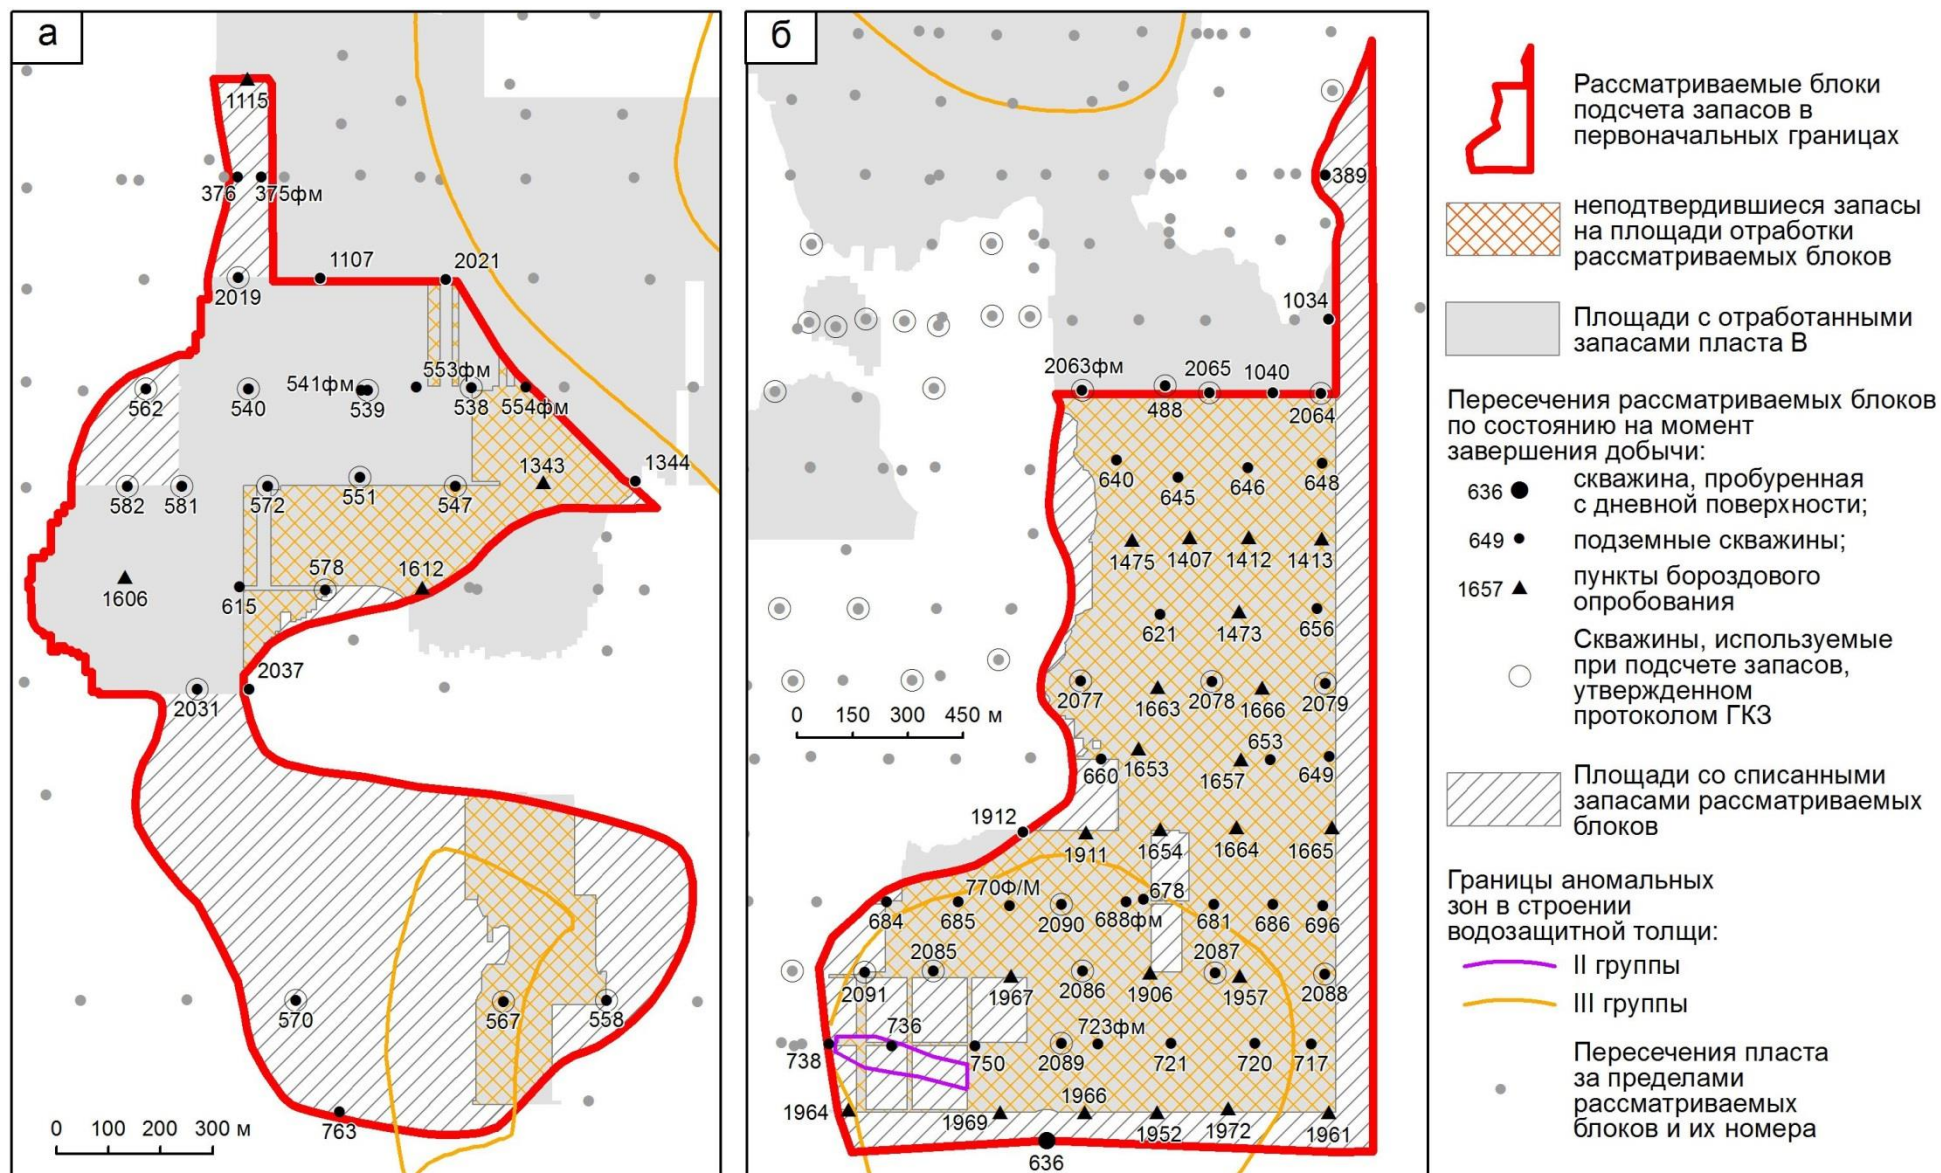 а
1115
376
375фм
2019
1107
2021
562
540
541фм
539
553фм
538
554фм
582
581
572
551
547
1343
1344
1606
615
578
1612
2031
2037
570
567
558
763
0 100 200 300 м
б
389
1034
2063фм
488
2065
1040
2064
640
645
646
648
1475
1407
1412
1413
621
1473
656
2077
1663
2078
1666
2079
0 150 300 450 м
660
1653
1657
653
649
1912
1911
1654
1664
1665
684
685
770Ф/М
2090
688фм
678
681
686
696
2091
2085
1967
2086
1906
2087
1957
2088
738
736
750
2089
723фм
721
720
717
1964
1969
1966
1952
1972
1961
636
Рассматриваемые блоки
подсчета запасов в
первоначальных границах
неподтвердившиеся запасы
на площади отработки
рассматриваемых блоков
Площади с отработанными
запасами пласта В
Пересечения рассматриваемых блоков
по состоянию на момент
завершения добычи:
636 скважина, пробуренная
с дневной поверхности;
649 подземные скважины;
1657 пункты бороздового
опробования
Скважины, используемые
при подсчете запасов,
утвержденном
протоколом ГКЗ
Площади со списанными
запасами рассматриваемых
блоков
Границы аномальных
зон в строении
водозащитной толщи:
II группы
III группы
Пересечения пласта
за пределами
рассматриваемых
блоков и их номера